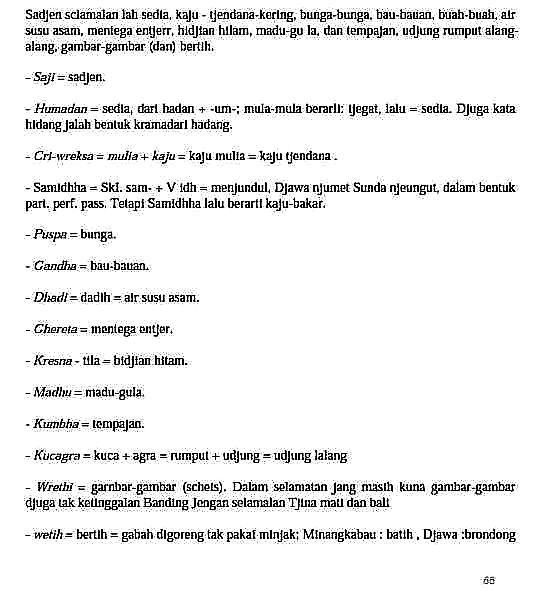 Sadjen sclamaian lah sedia, kaju - tjendana-kering, bunga-bunga, bau-bauan, buah-buah, air
susu asam, mentega entjerr, hidjian hilam, madu-gu la, dan tempajan, udjung rumput alang-
alang, gambar-gambar (dan) bertih.
- Saji = sadjen.
- Humadan = sedia, dari hadan + -um-; mula-mula berarli: tjegat, lalu = sedia. Djuga kata
hidang jalah bentuk kramadari hadang.
- Cri-wreksa = mulia + kaju = kaju mulia = kaju tjendana .
- Samidhha = Skl. sam- + V idh = menjundul, Djawa njumet Sunda njeungut, dalam bentuk
part. perf. pass. Tetapi Samidhha lalu berarti kaju-bakar.
- Puspa = bunga.
- Gandha = bau-bauan.
- Dhadi = dadih = air susu asam.
- Ghereta = mentega entjer.
- Kresna - tila = bidjian hitam.
- Madhu = madu-gula.
- Kumbha = tempajan.
- Kucagra = kuca + agra = rumput + udjung = udjung lalang
- Wrethi = garnbar-gambar (schets). Dalam selamatan jang masih kuna gambar-gambar
djuga tak ketinggalan Banding Jengan selamalan Tjina mati dan bali
- wetih = bertih = gabah digoreng tak pakai minjak; Minangkabau : batih , Djawa :brondong
66